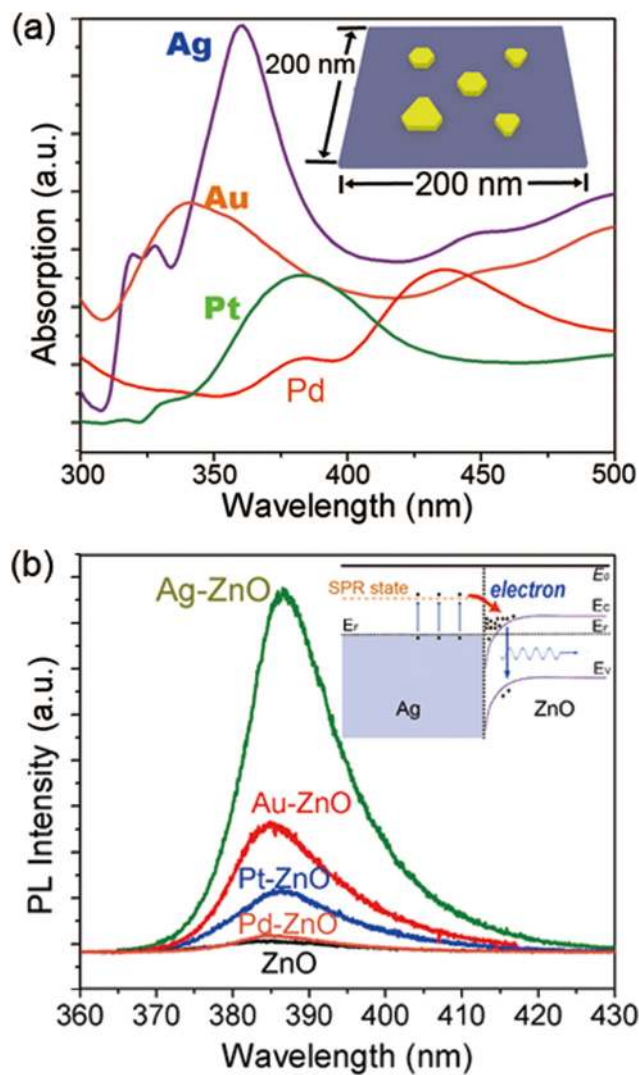 (a)
Ag
200 nm
200 nm
Au
Pt
Pd
Absorption (a.u.)
300 350 400 450 500
Wavelength (nm)
(b)
Ag-ZnO
SPR state
electron
E₀
Ec
EF
EF
Ev
Ag
ZnO
Au-ZnO
Pt-ZnO
Pd-ZnO
ZnO
PL Intensity (a.u.)
360 370 380 390 400 410 420 430
Wavelength (nm)